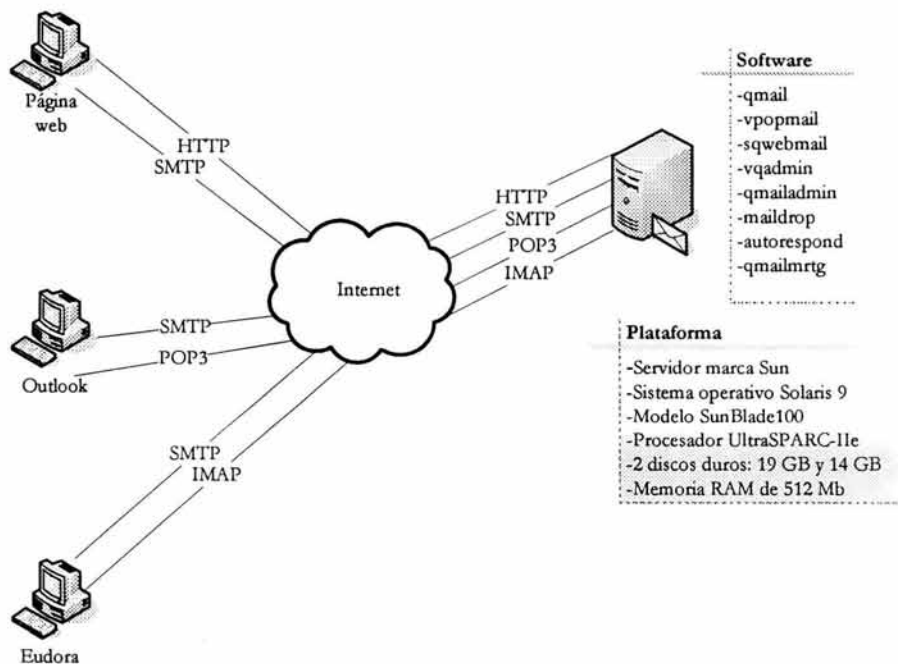 Página
web
HTTP
SMTP
Outlook
SMTP
POP3
Eudora
SMTP
IMAP
Internet
HTTP
SMTP
POP3
IMAP
Software
-qmail
-vpopmail
-sqwebmail
-vqadmin
-qmailadmin
-maildrop
-autorespond
-qmailmrtg
Plataforma
-Servidor marca Sun
-Sistema operativo Solaris 9
-Modelo SunBlade100
-Procesador UltraSPARC-IIe
-2 discos duros: 19 GB y 14 GB
-Memoria RAM de 512 Mb